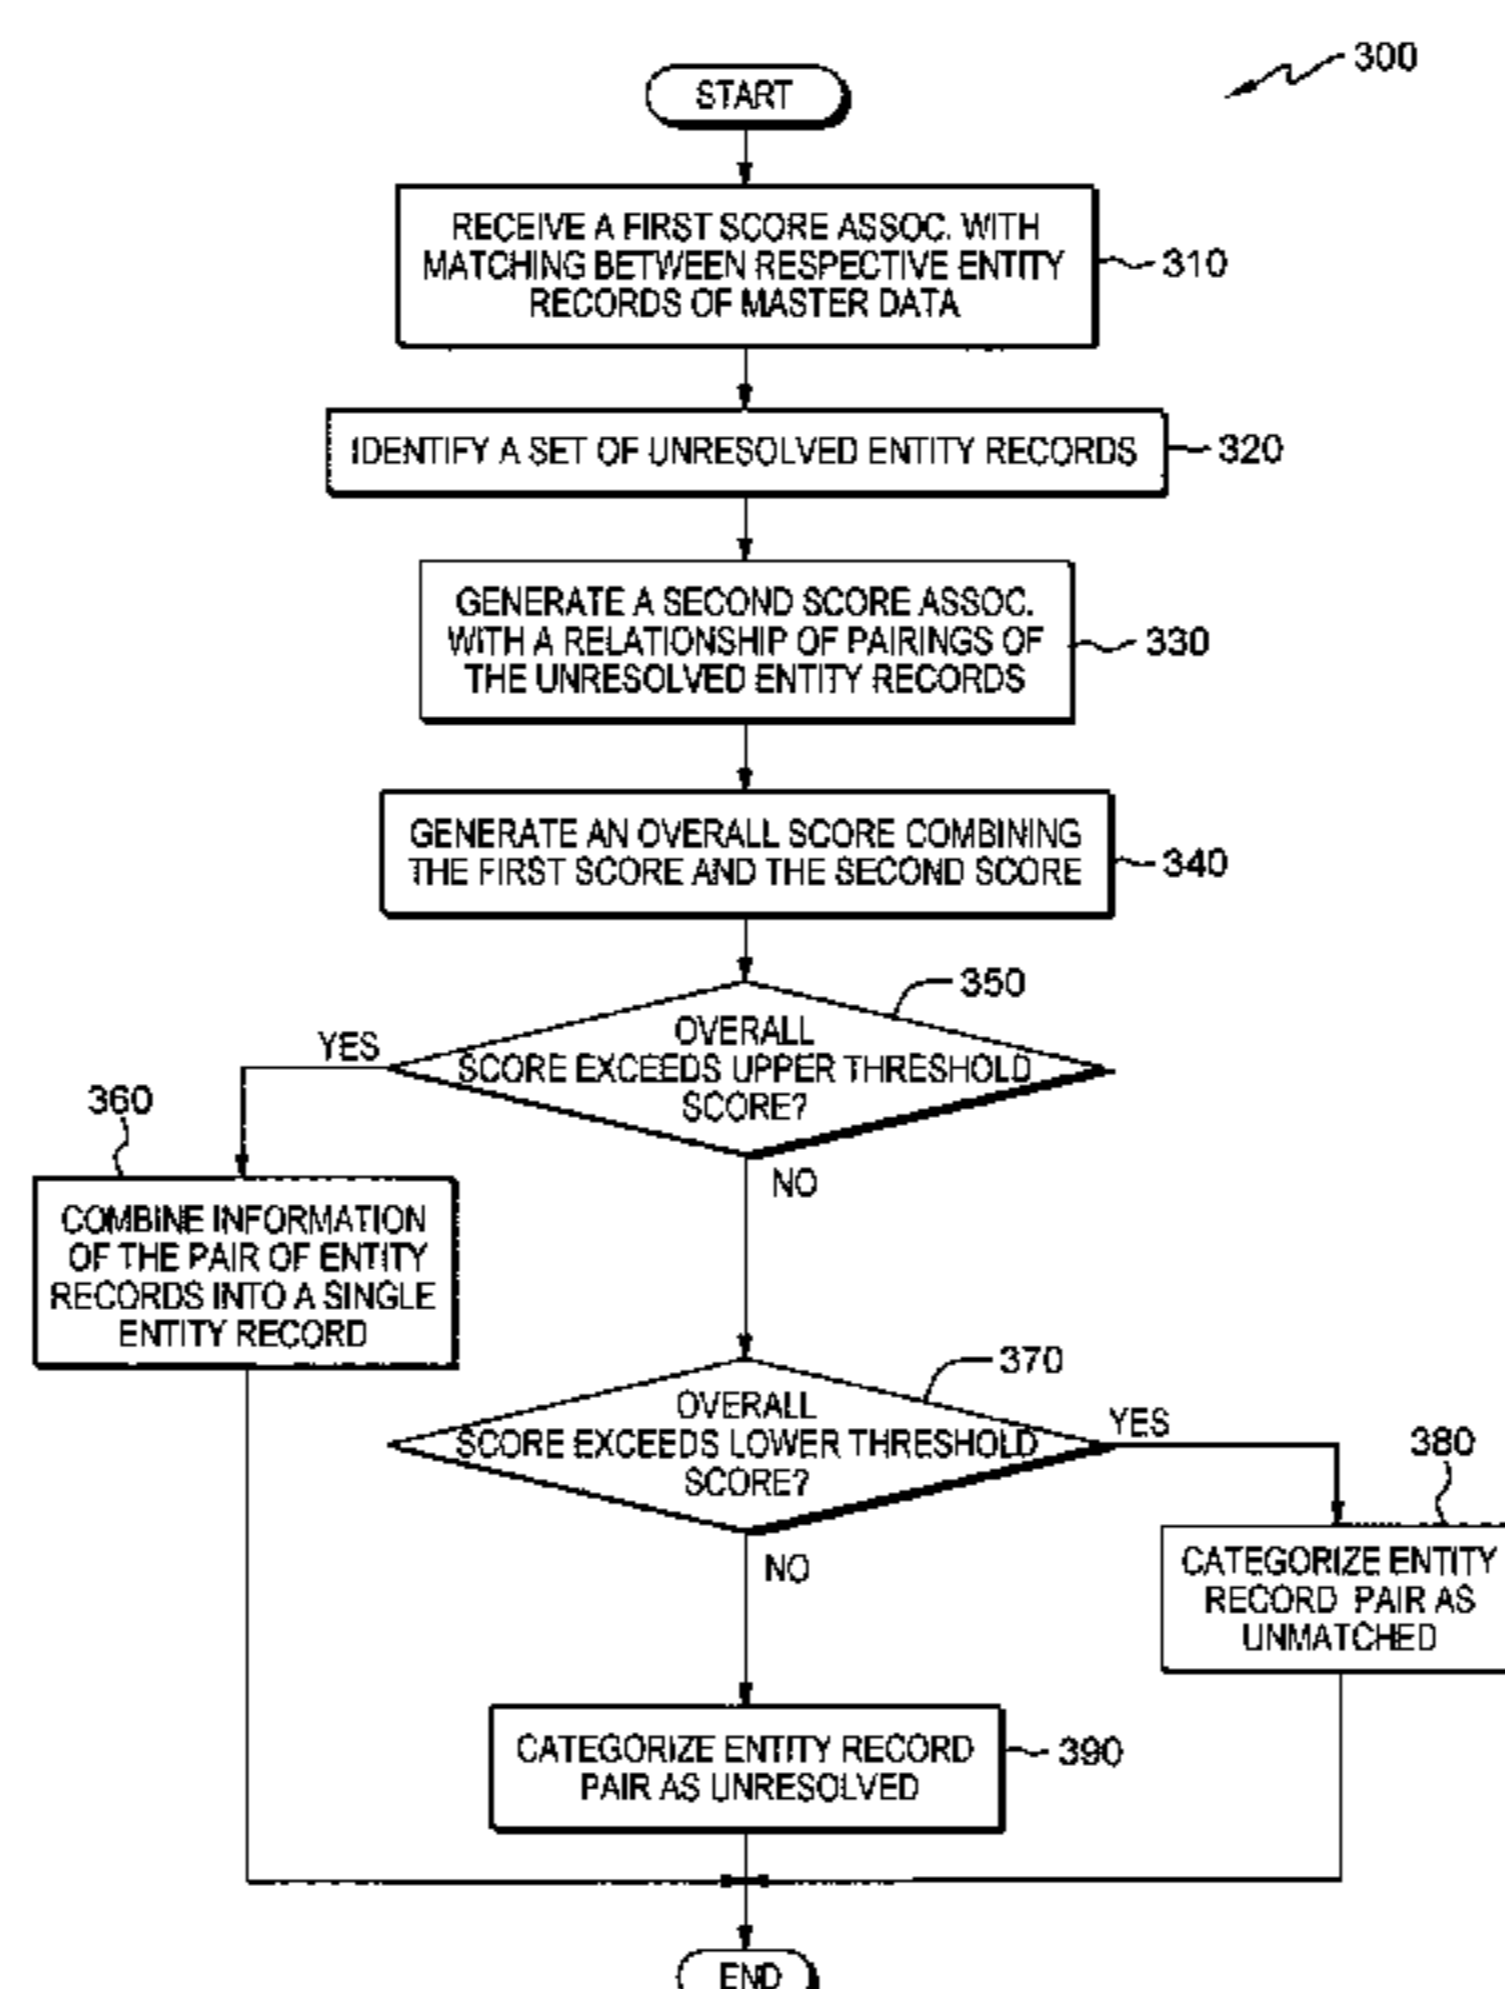 300
START
RECEIVE A FIRST SCORE ASSOC. WITH
MATCHING BETWEEN RESPECTIVE ENTITY
RECORDS OF MASTER DATA
310
IDENTIFY A SET OF UNRESOLVED ENTITY RECORDS
320
GENERATE A SECOND SCORE ASSOC.
WITH A RELATIONSHIP OF PAIRINGS OF
THE UNRESOLVED ENTITY RECORDS
330
GENERATE AN OVERALL SCORE COMBINING
THE FIRST SCORE AND THE SECOND SCORE
340
350
OVERALL
SCORE EXCEEDS UPPER THRESHOLD
SCORE?
YES
NO
360
COMBINE INFORMATION
OF THE PAIR OF ENTITY
RECORDS INTO A SINGLE
ENTITY RECORD
370
OVERALL
SCORE EXCEEDS LOWER THRESHOLD
SCORE?
YES
NO
380
CATEGORIZE ENTITY
RECORD PAIR AS
UNMATCHED
CATEGORIZE ENTITY RECORD
PAIR AS UNRESOLVED
390
END